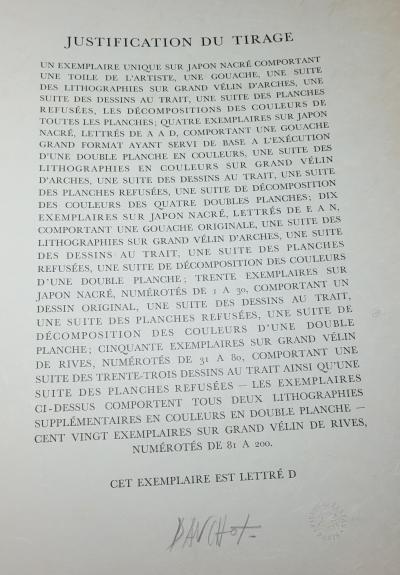 JUSTIFICATION DU TIRAGE
UN EXEMPLAIRE UNIQUE SUR JAPON NACRÉ COMPORTANT
UNE TOILE DE L'ARTISTE, UNE GOUACHE, UNE SUITE
DES LITHOGRAPHIES SUR GRAND VÉLIN D'ARCHES, UNE
SUITE DES DESSINS AU TRAIT, UNE SUITE DES PLANCHES
REFUSÉES, LES DÉCOMPOSITIONS DES COULEURS DE
TOUTES LES PLANCHES; QUATRE EXEMPLAIRES SUR JAPON
NACRÉ, LETTRÉS DE A A D, COMPORTANT UNE GOUACHE
GRAND FORMAT AYANT SERVI DE BASE A L'EXÉCUTION
D'UNE DOUBLE PLANCHE EN COULEURS, UNE SUITE DES
LITHOGRAPHIES EN COULEURS SUR GRAND VÉLIN
D'ARCHES, UNE SUITE DES DESSINS AU TRAIT, UNE SUITE
DES PLANCHES REFUSÉES, UNE SUITE DE DÉCOMPOSITION
DES COULEURS DES QUATRE DOUBLES PLANCHES; DIX
EXEMPLAIRES SUR JAPON NACRÉ, LETTRÉS DE E A N,
COMPORTANT UNE GOUACHE ORIGINALE, UNE SUITE DES
LITHOGRAPHIES SUR GRAND VÉLIN D'ARCHES, UNE SUITE
DES DESSINS AU TRAIT, UNE SUITE DES PLANCHES
REFUSÉES, UNE SUITE DE DÉCOMPOSITION DES COULEURS
D'UNE DOUBLE PLANCHE; TRENTE EXEMPLAIRES SUR
JAPON NACRÉ, NUMÉROTÉS DE 1 A 30, COMPORTANT UN
DESSIN ORIGINAL, UNE SUITE DES DESSINS AU TRAIT,
UNE SUITE DES PLANCHES REFUSÉES, UNE SUITE DE
DÉCOMPOSITION DES COULEURS D'UNE DOUBLE
PLANCHE; CINQUANTE EXEMPLAIRES SUR GRAND VÉLIN
DE RIVES, NUMÉROTÉS DE 31 A 80, COMPORTANT UNE
SUITE DES TRENTE-TROIS DESSINS AU TRAIT AINSI QU'UNE
SUITE DES PLANCHES REFUSÉES — LES EXEMPLAIRES
CI-DESSUS COMPORTENT TOUS DEUX LITHOGRAPHIES
SUPPLÉMENTAIRES EN COULEURS EN DOUBLE PLANCHE —
CENT VINGT EXEMPLAIRES SUR GRAND VÉLIN DE RIVES,
NUMÉROTÉS DE 81 A 200.
CET EXEMPLAIRE EST LETTRÉ D